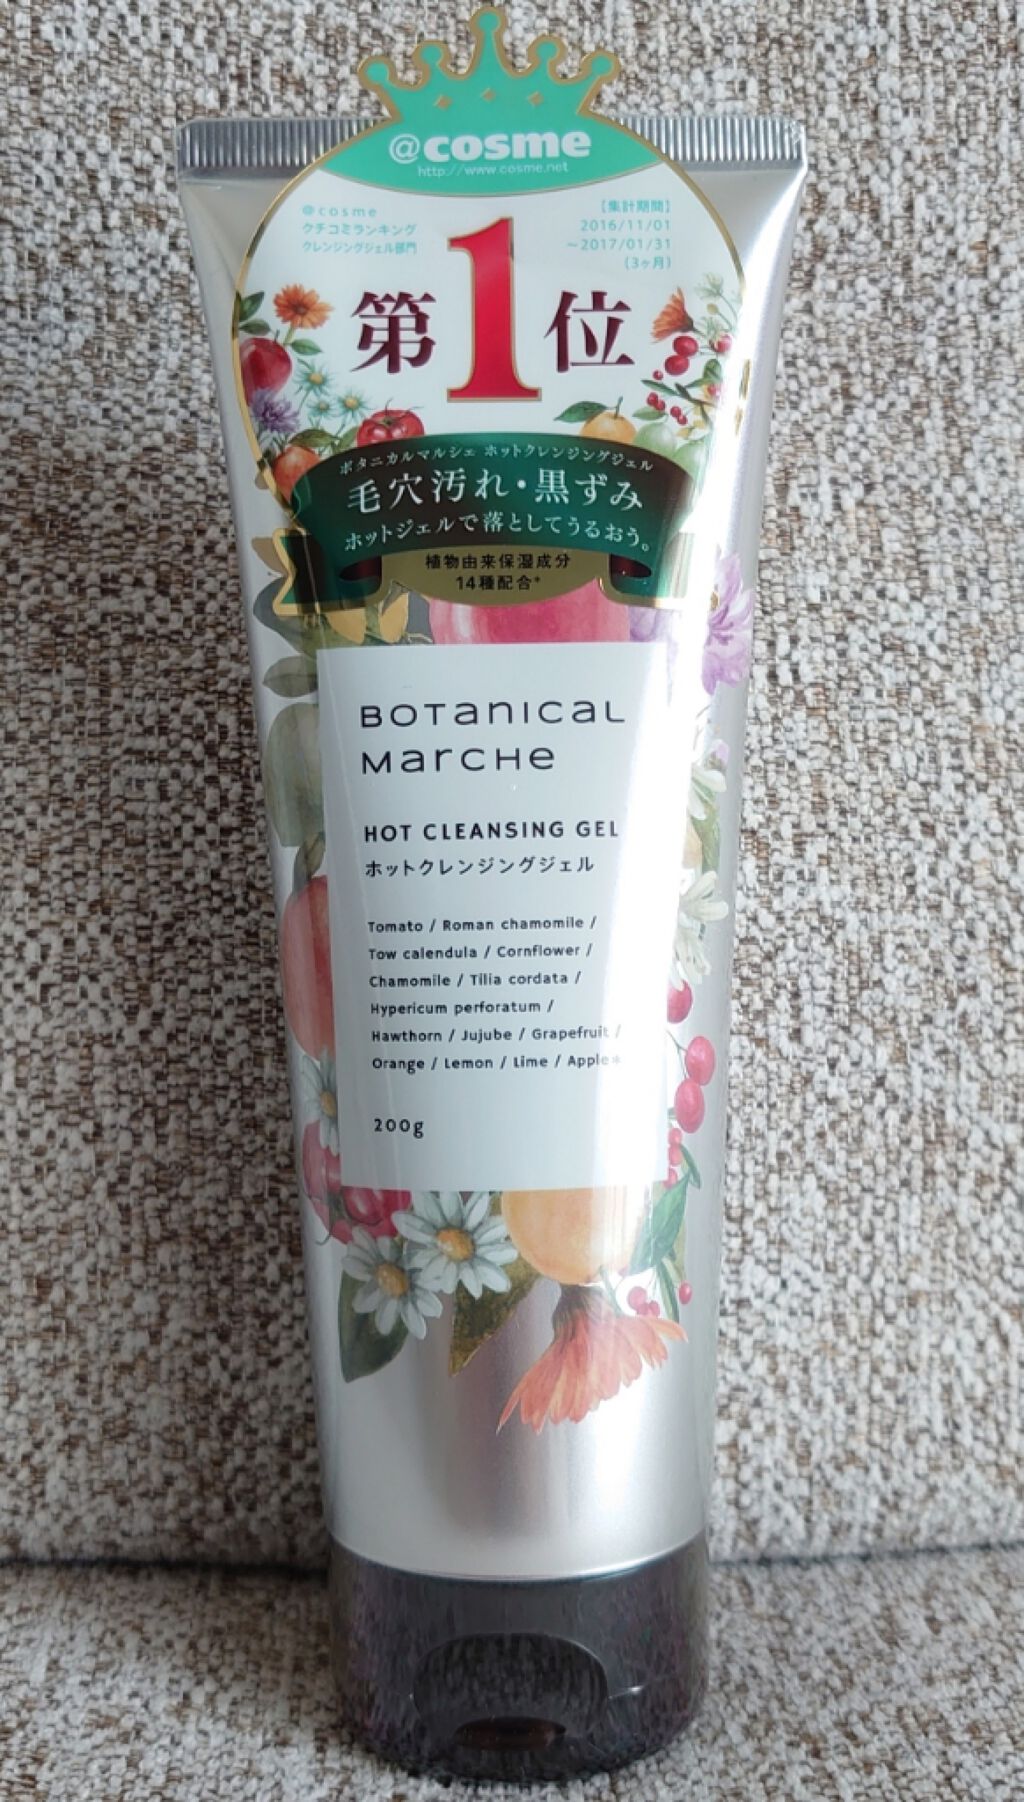 @cosme
http://www.cosme.net
@cosme
クチコミランキング
クレンジングジェル部門
【集計期間】
2016/11/01
～2017/01/31
(3ヶ月)
第1位
ボタニカルマルシェ ホットクレンジングジェル
毛穴汚れ・黒ずみ
ホットジェルで落としてうるおう。
植物由来保湿成分
14種配合*
BOTANICAL
MARCHE
HOT CLEANSING GEL
ホットクレンジングジェル
Tomato / Roman chamomile /
Tow calendula / Cornflower /
Chamomile / Tilia cordata /
Hypericum perforatum /
Hawthorn / Jujube / Grapefruit /
Orange / Lemon / Lime / Apple*
200g